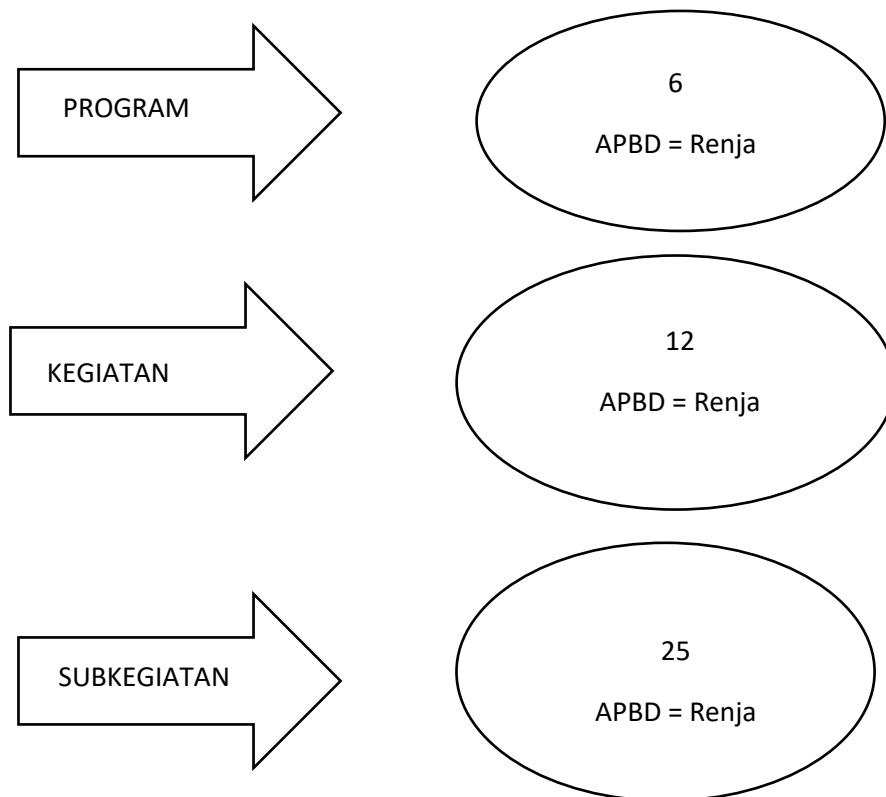 PROGRAM
6
APBD = Renja
KEGIATAN
12
APBD = Renja
SUBKEGIATAN
25
APBD = Renja